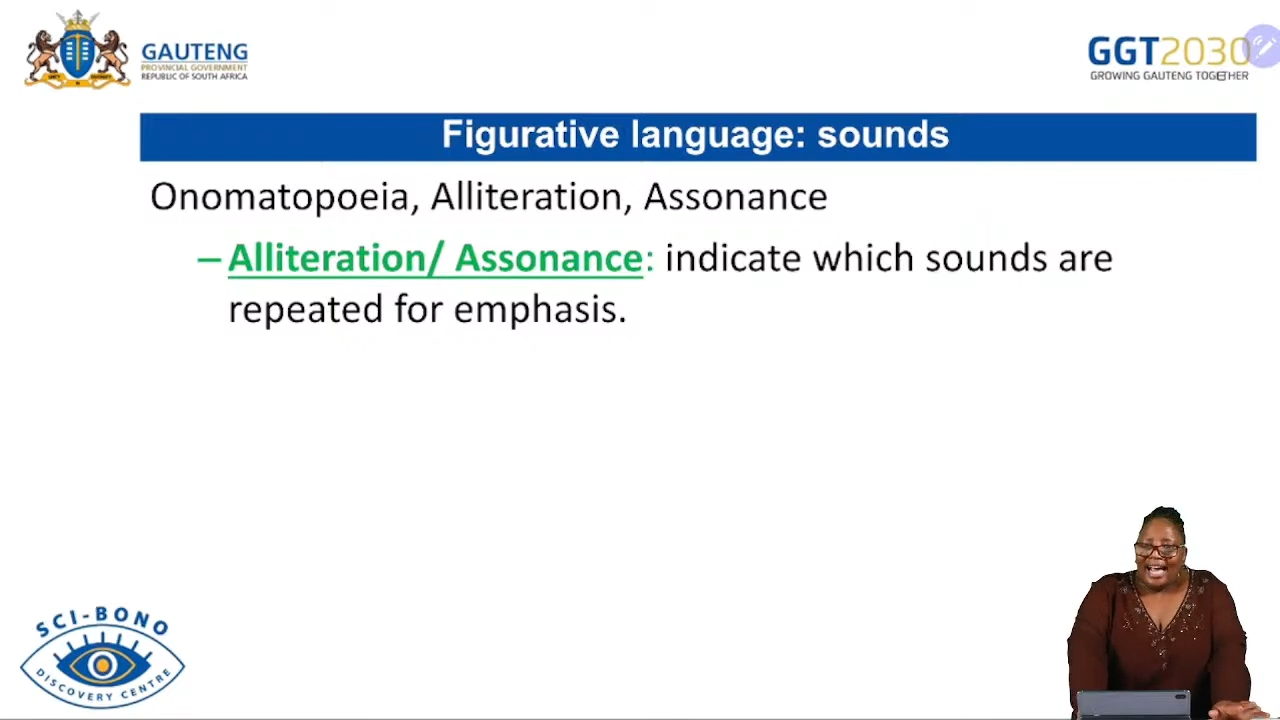 GAUTENG
PROVINCIAL GOVERNMENT
REPUBLIC OF SOUTH AFRICA
GGT2030
GROWING GAUTENG TOGETHER
Figurative language: sounds
Onomatopoeia, Alliteration, Assonance
– Alliteration/ Assonance: indicate which sounds are
repeated for emphasis.
SCI-BONO
DISCOVERY CENTRE